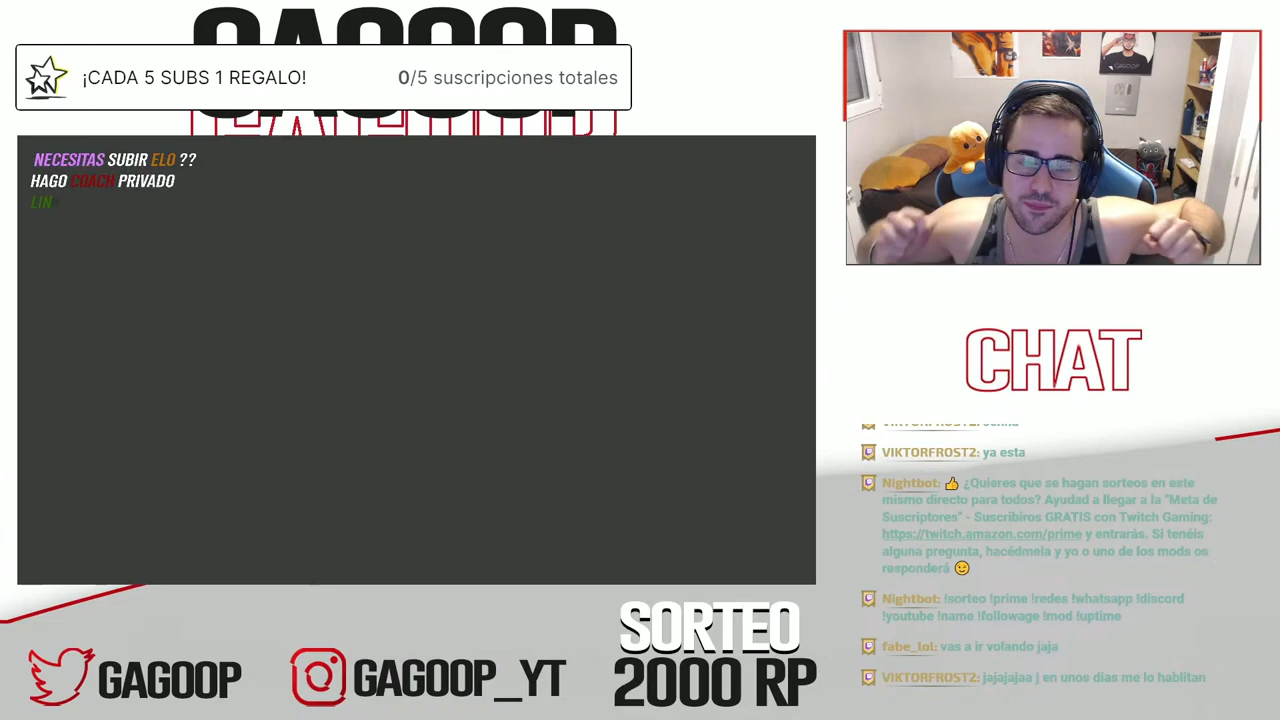 GAGOOP
¡CADA 5 SUBS 1 REGALO!
0/5 suscripciones totales
NECESITAS SUBIR ELO ??
HAGO COACH PRIVADO
LIN
GAGOOP
CHAT
VIKTORFROST2: ya esta
Nightbot: 👍 ¿Quieres que se hagan sorteos en este
mismo directo para todos? Ayudad a llegar a la "Meta de
Suscriptores" - Suscribiros GRATIS con Twitch Gaming:
https://twitch.amazon.com/prime y entrarás. Si tenéis
alguna pregunta, hacédmela y yo o uno de los mods os
responderá 😉
Nightbot: !sorteo !prime !redes !whatsapp !discord
!youtube !name !followage !mod !uptime
fabe_lol: vas a ir volando jaja
VIKTORFROST2: jajajajaa j en unos dias me lo hablitan
SORTEO
2000 RP
GAGOOP
GAGOOP_YT